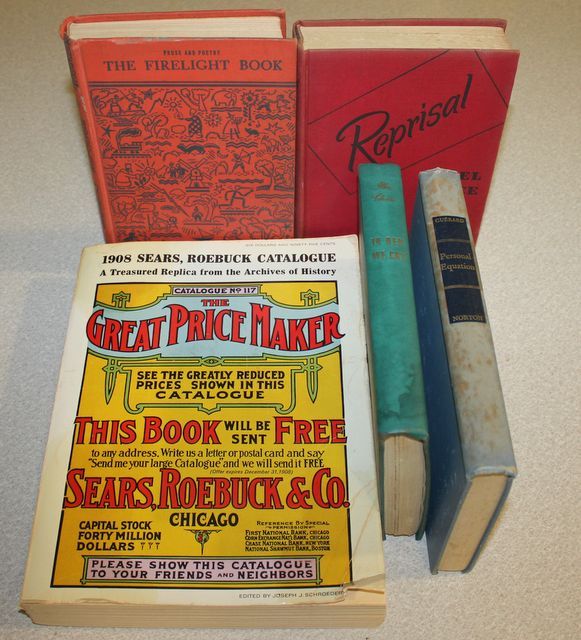 PROSE AND POETRY
THE FIRELIGHT BOOK
Reprisal
SIX DOLLARS AND NINETY-FIVE CENTS
1908 SEARS, ROEBUCK CATALOGUE
A Treasured Replica from the Archives of History
CATALOGUE No 117
THE
GREAT PRICE MAKER
SEE THE GREATLY REDUCED
PRICES SHOWN IN THIS
CATALOGUE
THIS BOOK WILL BE SENT FREE
to any address, Write us a letter or postal card and say
"Send me your large Catalogue" and we will send it FREE
(Offer expires December 31, 1908)
SEARS, ROEBUCK & CO.
CHICAGO
CAPITAL STOCK
FORTY MILLION
DOLLARS
REFERENCE BY SPECIAL
PERMISSION
FIRST NATIONAL BANK, CHICAGO
CORN EXCHANGE NAT'L BANK, CHICAGO
CHASE NATIONAL BANK, NEW YORK
NATIONAL SHAWMUT BANK, BOSTON
PLEASE SHOW THIS CATALOGUE
TO YOUR FRIENDS AND NEIGHBORS
EDITED BY JOSEPH J. SCHROEDER
GUERARD
Personal
Equation
NORTON